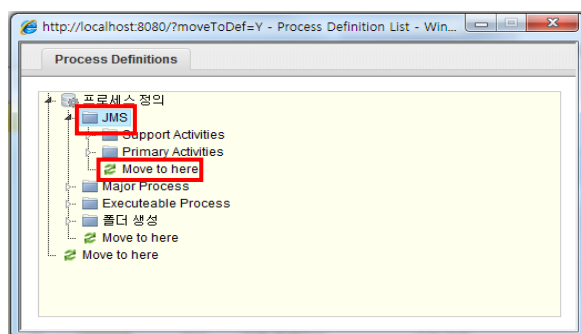 http://localhost:8080/?moveToDef=Y - Process Definition List - Win...
Process Definitions
프로세스 정의
JMS
Support Activities
Primary Activities
Move to here
Major Process
Executeable Process
폴더 생성
Move to here
Move to here